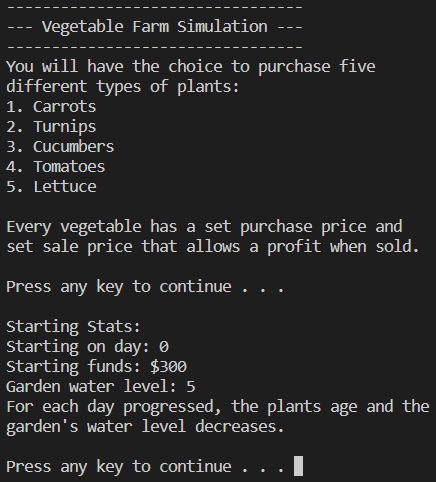 ---------------------------------
--- Vegetable Farm Simulation ---
---------------------------------
You will have the choice to purchase five
different types of plants:
1. Carrots
2. Turnips
3. Cucumbers
4. Tomatoes
5. Lettuce
Every vegetable has a set purchase price and
set sale price that allows a profit when sold.
Press any key to continue . . .
Starting Stats:
Starting on day: 0
Starting funds: $300
Garden water level: 5
For each day progressed, the plants age and the
garden's water level decreases.
Press any key to continue . . .